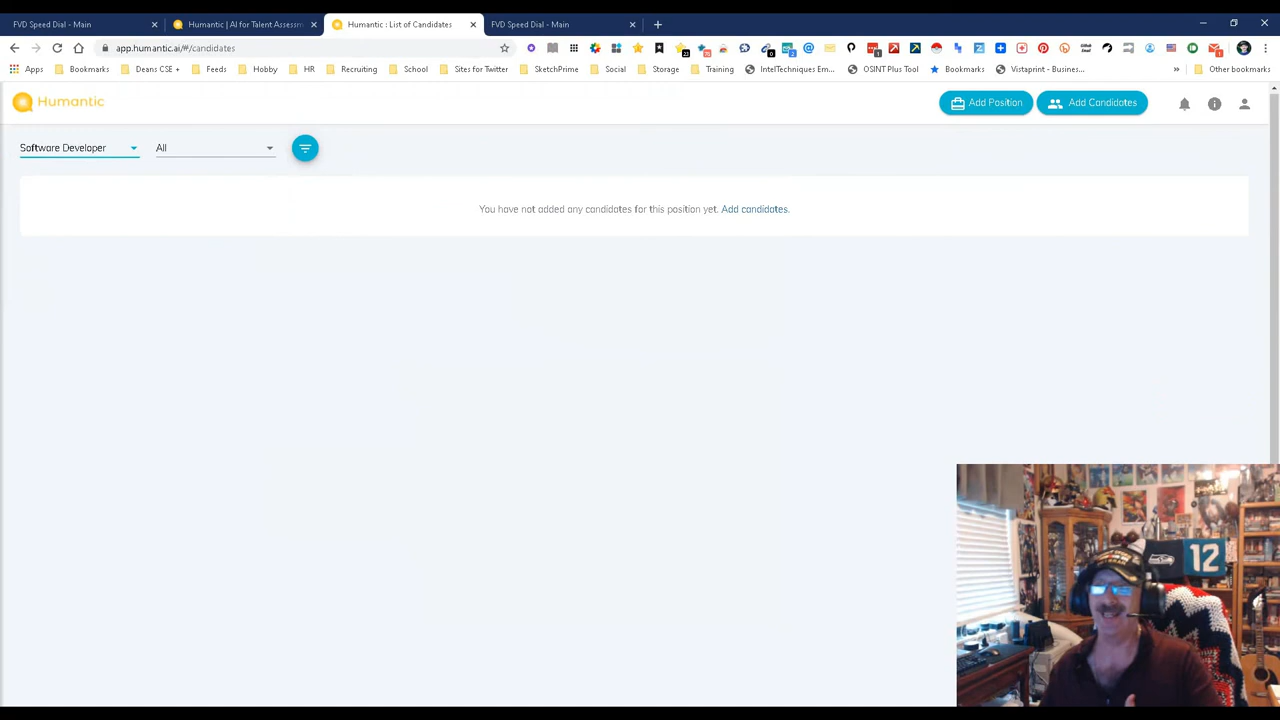 FVD Speed Dial - Main
Humantic | AI for Talent Assessm
Humantic : List of Candidates
FVD Speed Dial - Main
app.humantic.ai/#/candidates
Apps
Bookmarks
Deans CSE +
Feeds
Hobby
HR
Recruiting
School
Sites for Twitter
SketchPrime
Social
Storage
Training
IntelTechniques Em...
OSINT Plus Tool
Bookmarks
Vistaprint - Busines...
»
Other bookmarks
Humantic
Add Position
Add Candidates
Software Developer
All
You have not added any candidates for this position yet. Add candidates.
12